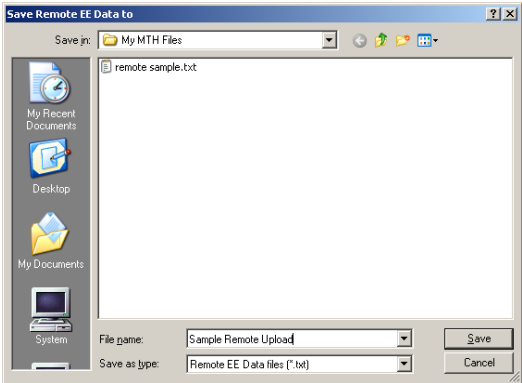 Save Remote EE Data to
Save in: My MTH Files
remote sample.txt
My Recent
Documents
Desktop
My Documents
System
File name: Sample Remote Upload
Save
Save as type: Remote EE Data files (*.txt)
Cancel